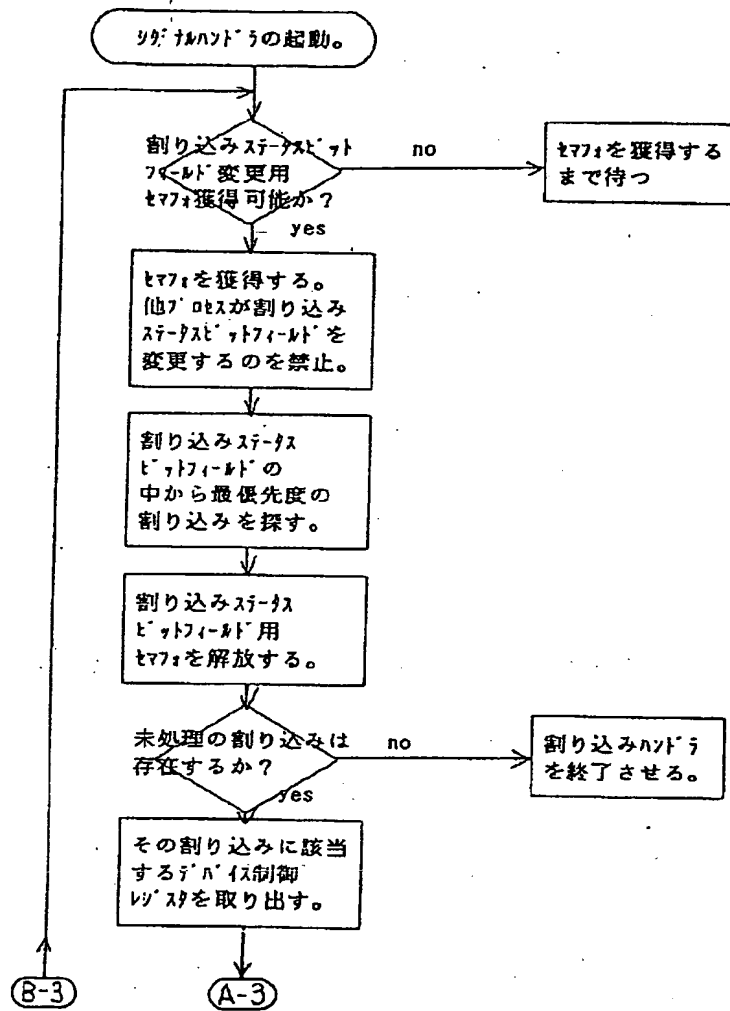 シグナルハンドラの起動。
割り込みステータスビット
フィールド変更用
セマフォ獲得可能か？
no
セマフォを獲得する
まで待つ
yes
セマフォを獲得する。
他プロセスが割り込み
ステータスビットフィールドを
変更するのを禁止。
割り込みステータス
ビットフィールドの
中から最優先度の
割り込みを探す。
割り込みステータス
ビットフィールド用
セマフォを解放する。
未処理の割り込みは
存在するか？
no
割り込みハンドラ
を終了させる。
yes
その割り込みに該当
するデバイス制御
レジスタを取り出す。
B-3
A-3